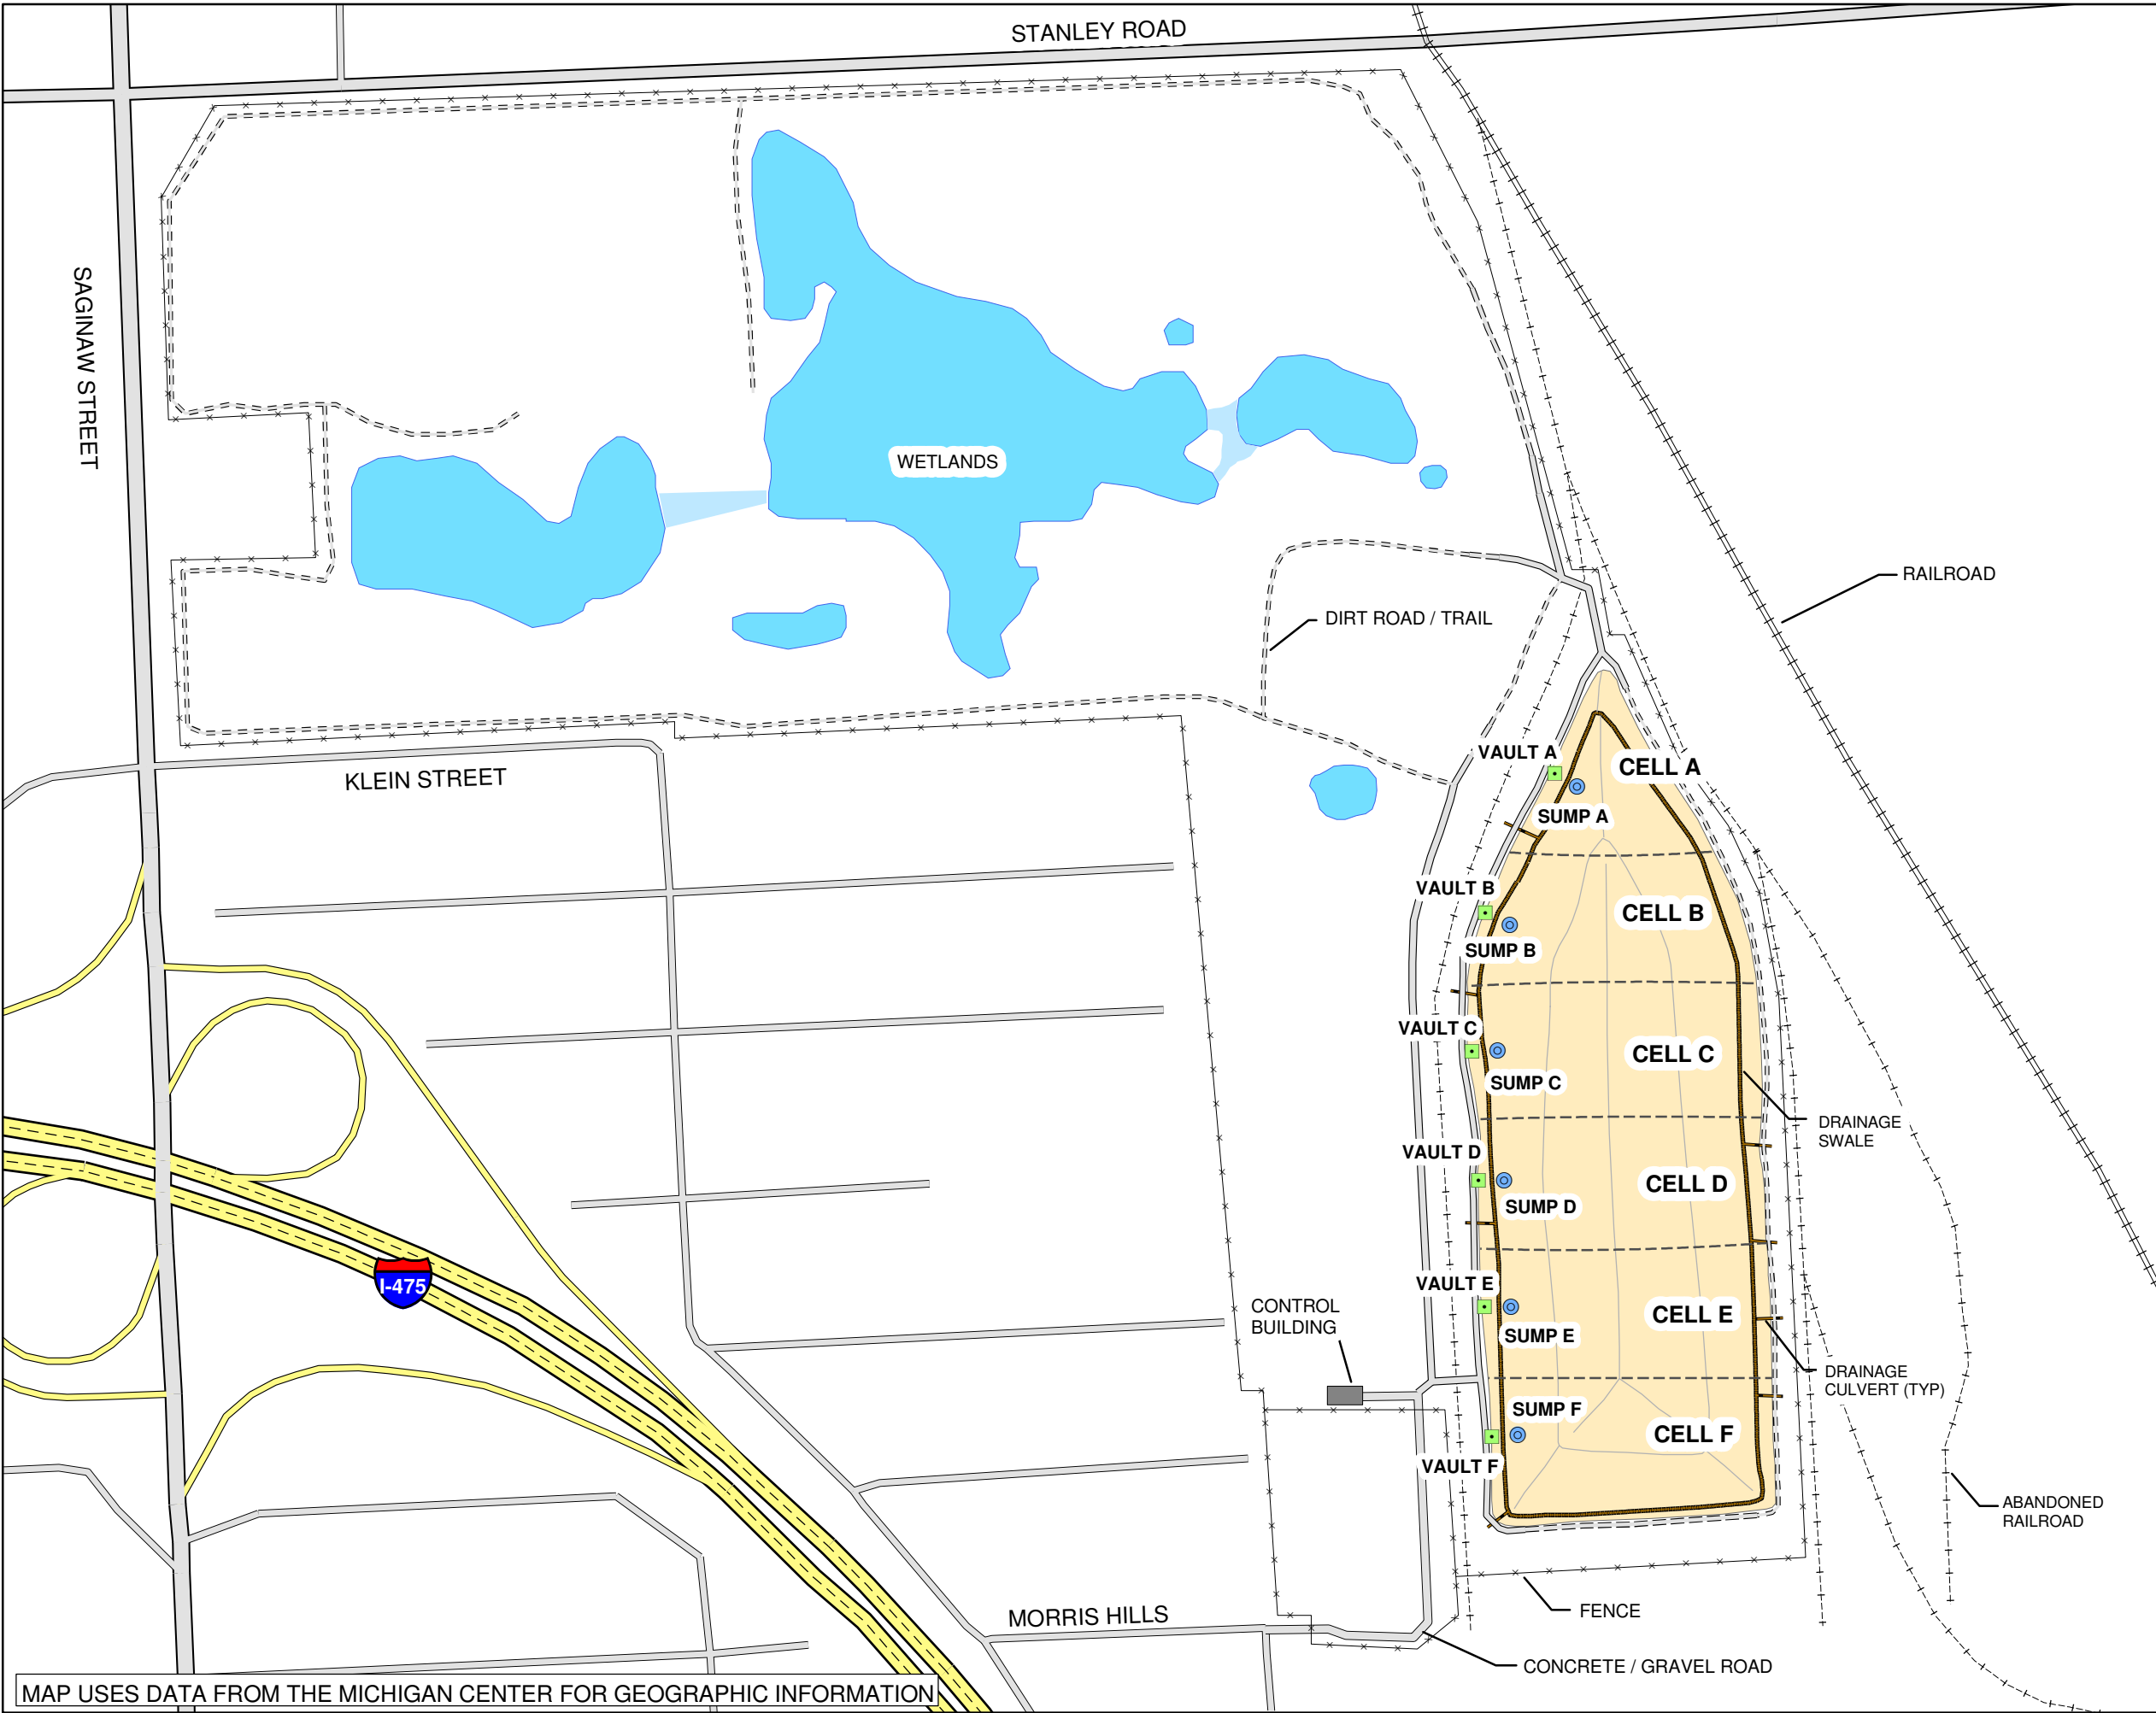 STANLEY ROAD
SAGINAW STREET
WETLANDS
RAILROAD
DIRT ROAD / TRAIL
VAULT A
CELL A
KLEIN STREET
SUMP A
VAULT B
CELL B
SUMP B
VAULT C
CELL C
SUMP C
DRAINAGE
SWALE
VAULT D
CELL D
SUMP D
VAULT E
I-475
CONTROL
BUILDING
CELL E
SUMP E
DRAINAGE
CULVERT (TYP)
SUMP F
CELL F
VAULT F
ABANDONED
RAILROAD
FENCE
MORRIS HILLS
CONCRETE / GRAVEL ROAD
MAP USES DATA FROM THE MICHIGAN CENTER FOR GEOGRAPHIC INFORMATION